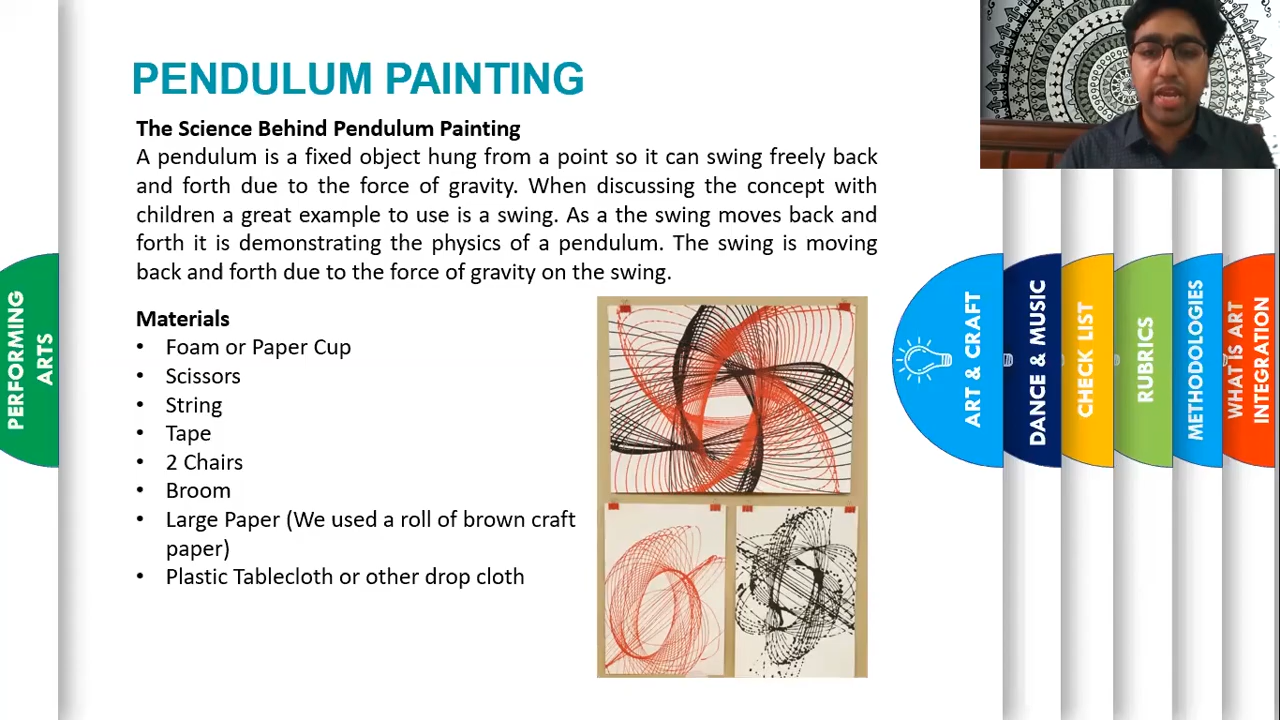 PENDULUM PAINTING
The Science Behind Pendulum Painting
A pendulum is a fixed object hung from a point so it can swing freely back
and forth due to the force of gravity. When discussing the concept with
children a great example to use is a swing. As a the swing moves back and
forth it is demonstrating the physics of a pendulum. The swing is moving
back and forth due to the force of gravity on the swing.
Materials
• Foam or Paper Cup
• Scissors
• String
• Tape
• 2 Chairs
• Broom
• Large Paper (We used a roll of brown craft
paper)
• Plastic Tablecloth or other drop cloth
PERFORMING
ARTS
ART & CRAFT
DANCE & MUSIC
CHECK LIST
RUBRICS
METHODOLOGIES
WHAT IS ART
INTEGRATION